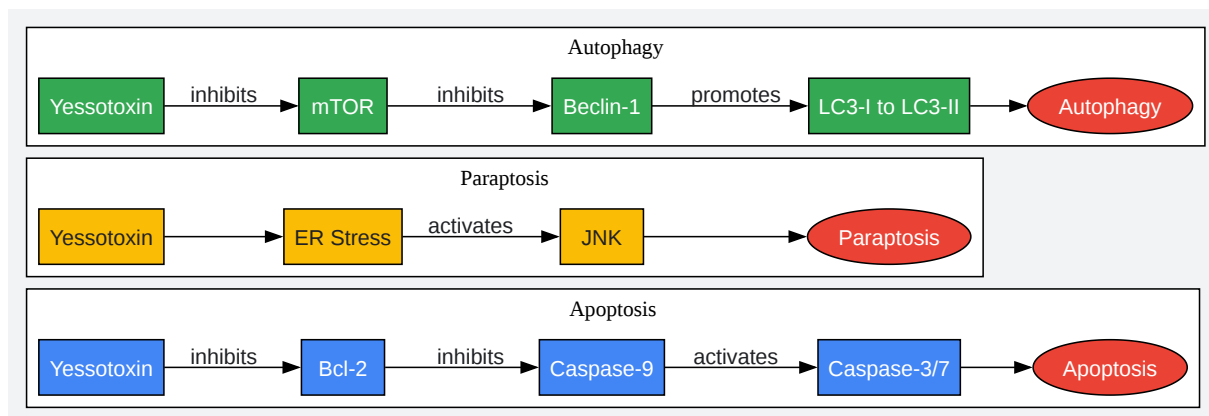 Autophagy
Yessotoxin inhibits mTOR inhibits Beclin-1 promotes LC3-I to LC3-II Autophagy
Paraptosis
Yessotoxin ER Stress activates JNK Paraptosis
Apoptosis
Yessotoxin inhibits Bcl-2 inhibits Caspase-9 activates Caspase-3/7 Apoptosis